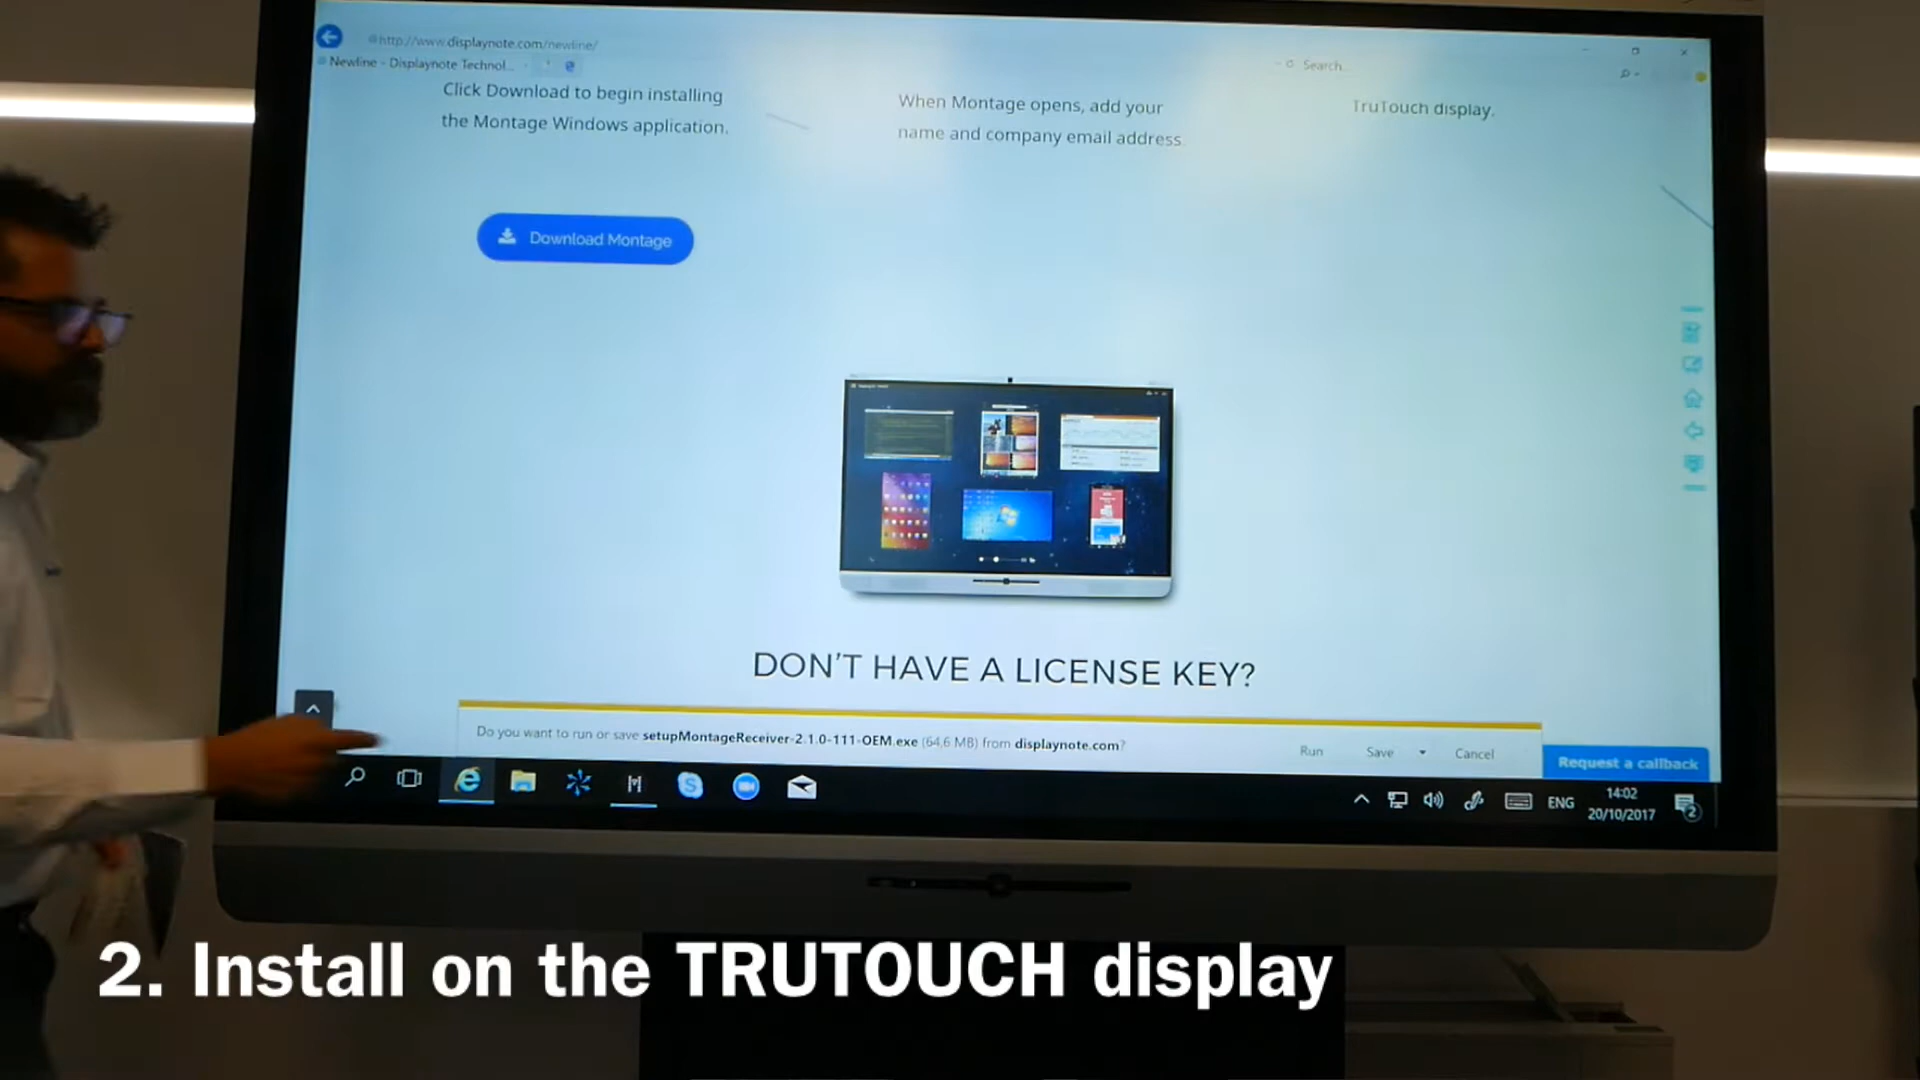 http://www.displaynote.com/newline/
Newline - Displaynote Technol...
Search...
Click Download to begin installing
the Montage Windows application.
When Montage opens, add your
name and company email address.
TruTouch display.
Download Montage
DON'T HAVE A LICENSE KEY?
Do you want to run or save setupMontageReceiver-2.1.0-111-OEM.exe (64,6 MB) from displaynote.com?
Run
Save
Cancel
Request a callback
ENG
14:02
20/10/2017
2
2. Install on the TRUTOUCH display